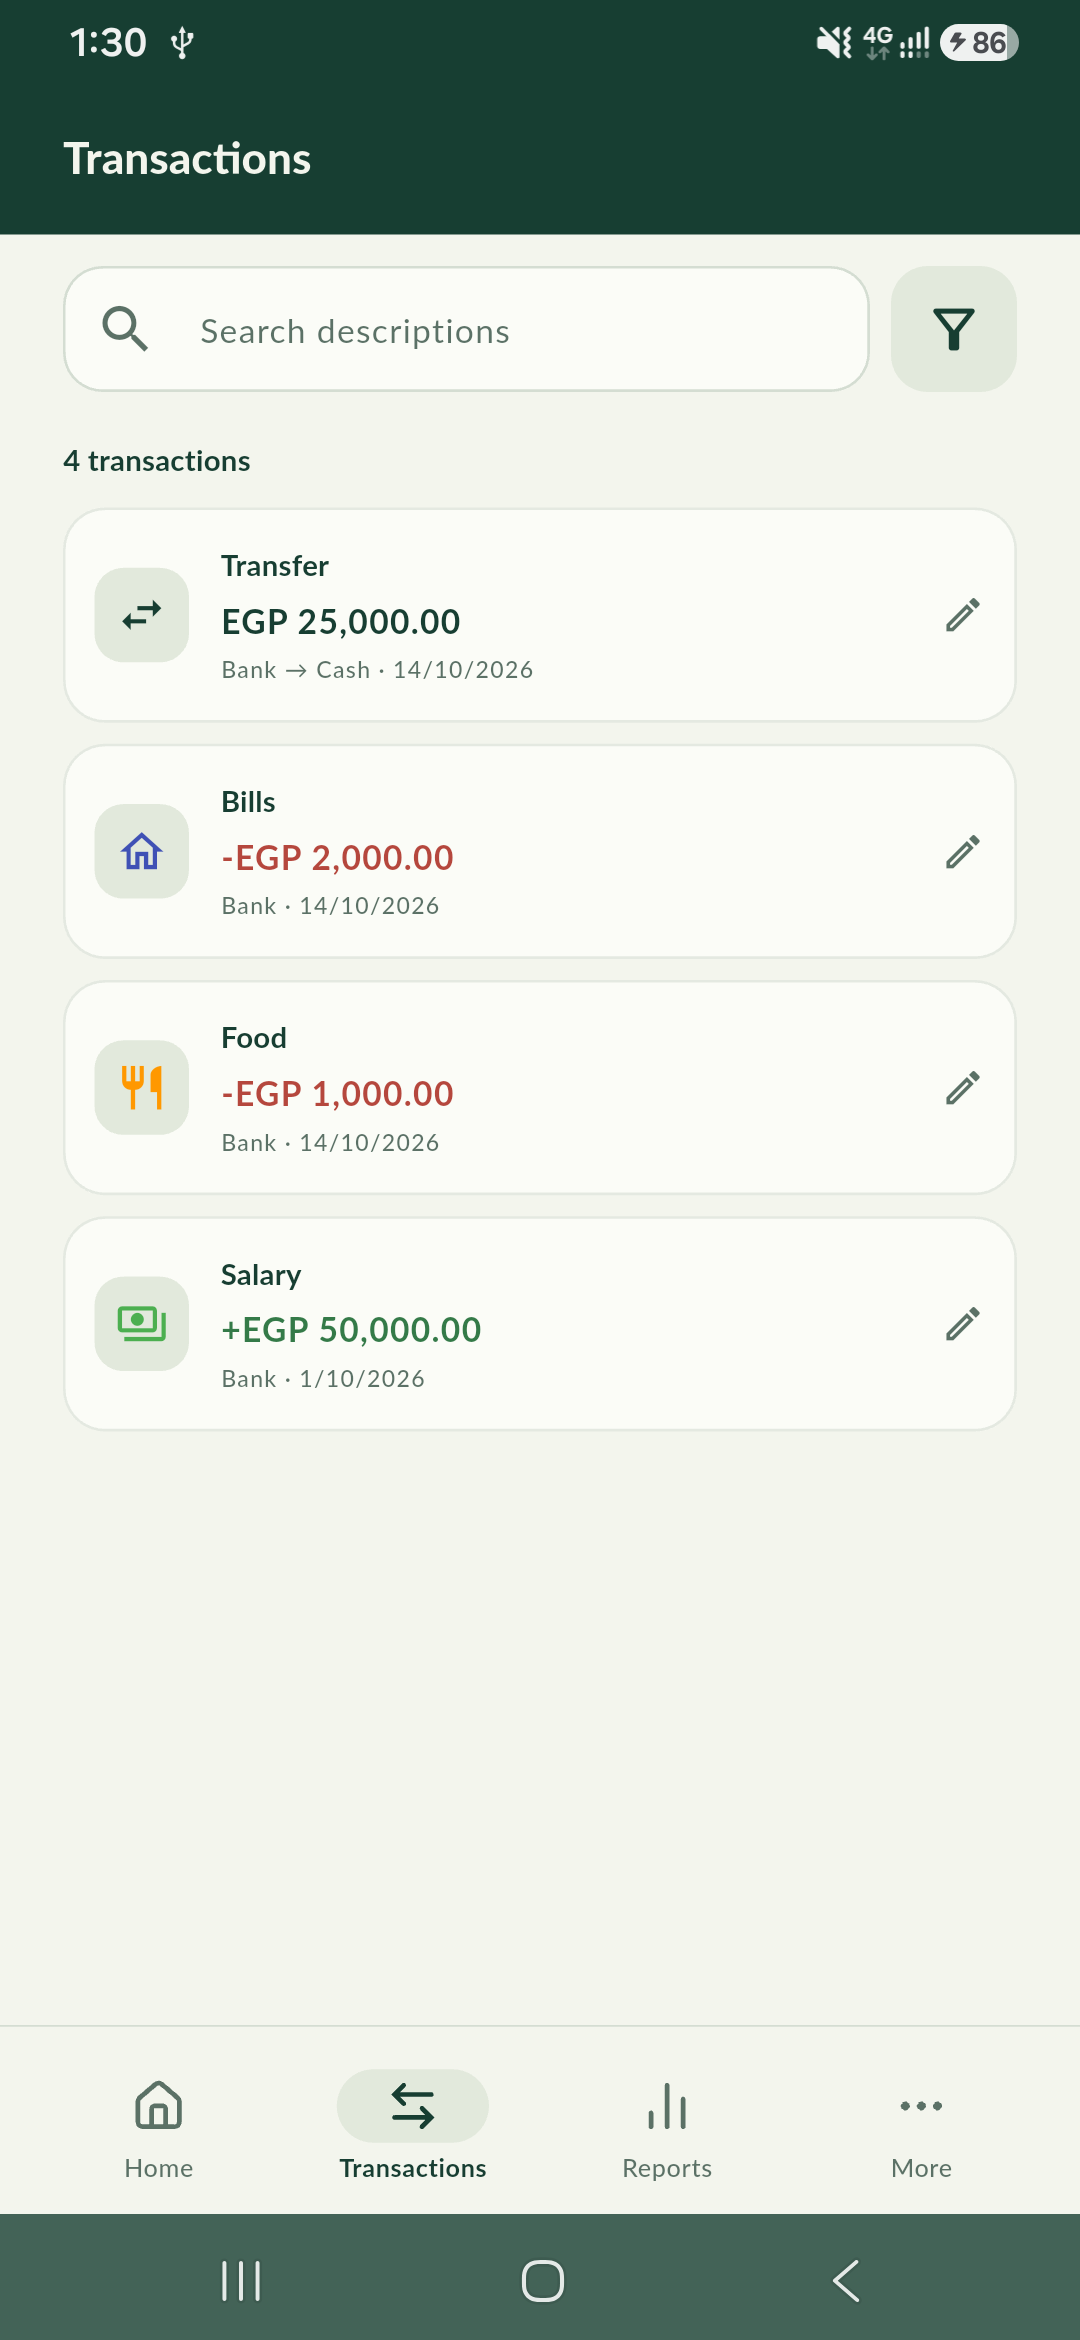 1:30
4G
86
Transactions
Search descriptions
4 transactions
Transfer
EGP 25,000.00
Bank → Cash · 14/10/2026
Bills
-EGP 2,000.00
Bank · 14/10/2026
Food
-EGP 1,000.00
Bank · 14/10/2026
Salary
+EGP 50,000.00
Bank · 1/10/2026
Home
Transactions
Reports
More